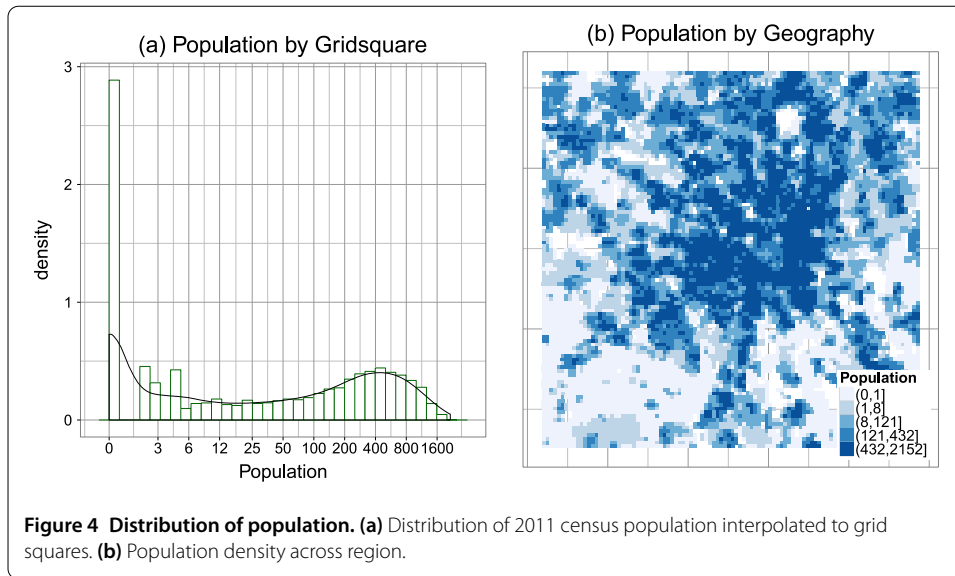 (a) Population by Gridsquare
3
2
1
0
density
0 3 6 12 25 50 100 200 400 800 1600
Population
(b) Population by Geography
Population
(0,1]
(1,8]
(8,121]
(121,432]
(432,2152]
Figure 4 Distribution of population. (a) Distribution of 2011 census population interpolated to grid
squares. (b) Population density across region.